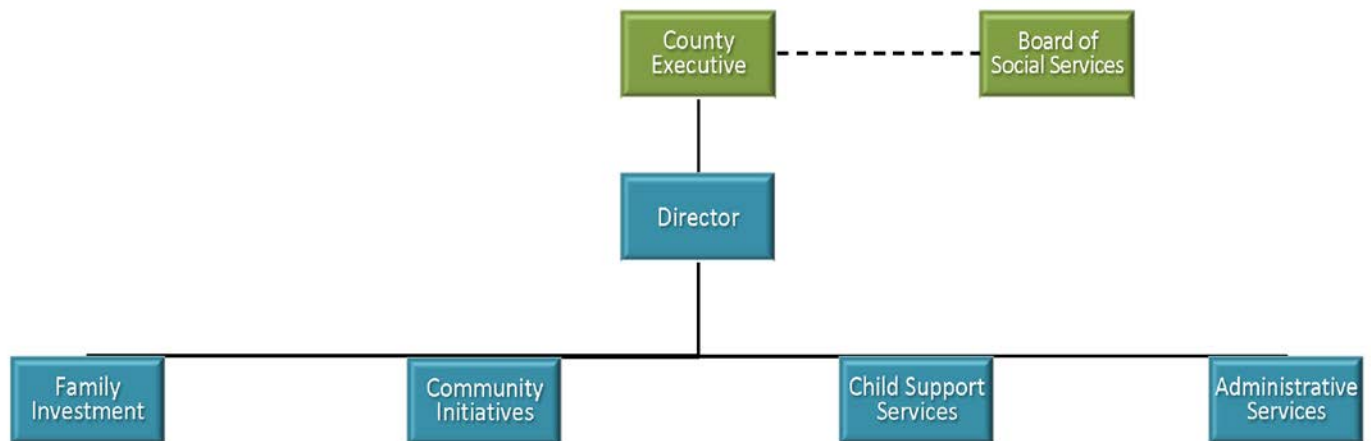 County
Executive
Board of
Social Services
Director
Family
Investment
Community
Initiatives
Child Support
Services
Administrative
Services